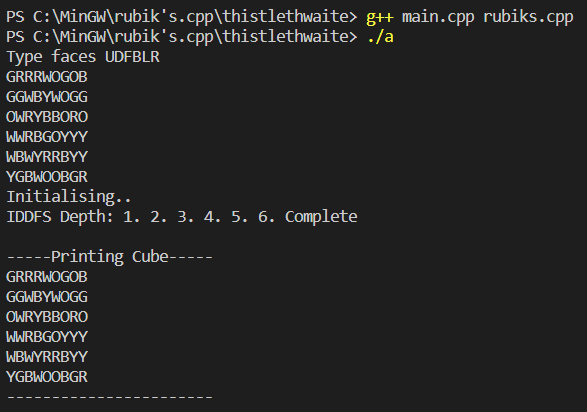 PS C:\MinGW\rubik's.cpp\thistlethwaite> g++ main.cpp rubiks.cpp
PS C:\MinGW\rubik's.cpp\thistlethwaite> ./a
Type faces UDFBLR
GRRRWOGOB
GGWBYWOGG
OWRYBBORO
WWRBGOYYY
WBWYRRBYY
YGBWOOBGR
Initialising..
IDDFS Depth: 1. 2. 3. 4. 5. 6. Complete
-----Printing Cube-----
GRRRWOGOB
GGWBYWOGG
OWRYBBORO
WWRBGOYYY
WBWYRRBYY
YGBWOOBGR
-----------------------